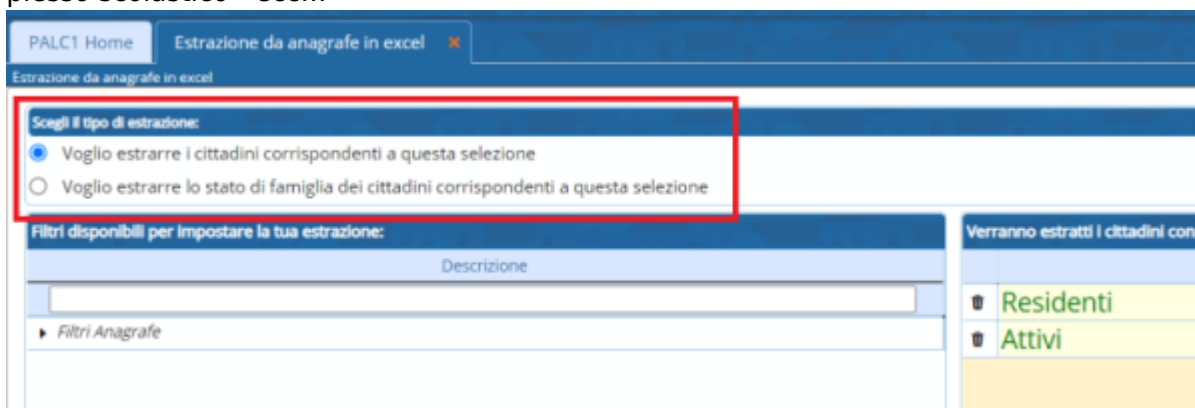 PALC1 Home
Estrazione da anagrafe in excel
Estrazione da anagrafe in excel
Scegli il tipo di estrazione:
Voglio estrarre i cittadini corrispondenti a questa selezione
Voglio estrarre lo stato di famiglia dei cittadini corrispondenti a questa selezione
Filtri disponibili per impostare la tua estrazione:
Descrizione
Filtri Anagrafe
Verranno estratti i cittadini con
Residenti
Attivi